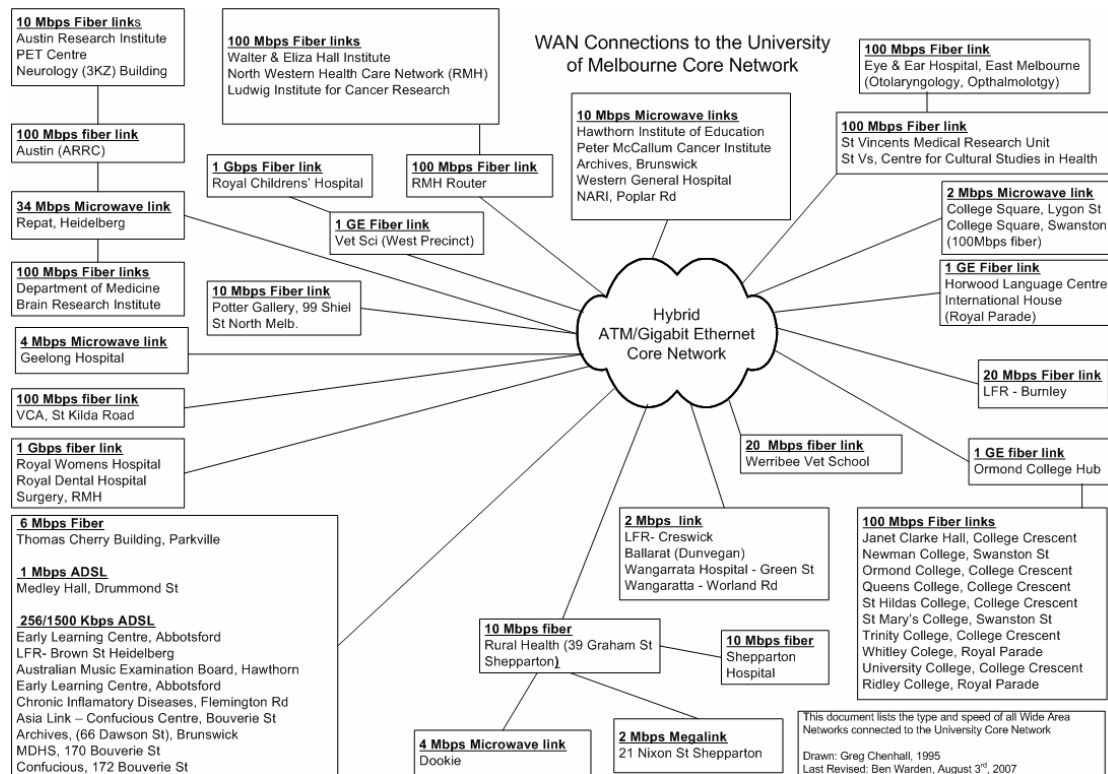 10 Mbps Fiber links
Austin Research Institute
PET Centre
Neurology (3KZ) Building
100 Mbps Fiber links
Walter & Eliza Hall Institute
North Western Health Care Network (RMH)
Ludwig Institute for Cancer Research
WAN Connections to the University
of Melbourne Core Network
100 Mbps Fiber link
Eye & Ear Hospital, East Melbourne
(Otolaryngology, Opthalmolotgy)
10 Mbps Microwave links
Hawthorn Institute of Education
Peter McCallum Cancer Institute
Archives, Brunswick
Western General Hospital
NARI, Poplar Rd
100 Mbps Fiber link
St Vincents Medical Research Unit
St Vs, Centre for Cultural Studies in Health
100 Mbps fiber link
Austin (ARRC)
1 Gbps Fiber link
Royal Childrens' Hospital
100 Mbps Fiber link
RMH Router
2 Mbps Microwave link
College Square, Lygon St
College Square, Swanston
(100Mbps fiber)
34 Mbps Microwave link
Repat, Heidelberg
1 GE Fiber link
Vet Sci (West Precinct)
100 Mbps Fiber links
Department of Medicine
Brain Research Institute
10 Mbps Fiber link
Potter Gallery, 99 Shiel
St North Melb.
1 GE Fiber link
Horwood Language Centre
International House
(Royal Parade)
Hybrid
ATM/Gigabit Ethernet
Core Network
4 Mbps Microwave link
Geelong Hospital
20 Mbps Fiber link
LFR - Burnley
100 Mbps fiber link
VCA, St Kilda Road
1 Gbps fiber link
Royal Womens Hospital
Royal Dental Hospital
Surgery, RMH
20 Mbps fiber link
Werribee Vet School
1 GE fiber link
Ormond College Hub
6 Mbps Fiber
Thomas Cherry Building, Parkville
1 Mbps ADSL
Medley Hall, Drummond St
256/1500 Kbps ADSL
Early Learning Centre, Abbotsford
LFR- Brown St Heidelberg
Australian Music Examination Board, Hawthorn
Early Learning Centre, Abbotsford
Chronic Inflamatory Diseases, Flemington Rd
Asia Link – Confucious Centre, Bouverie St
Archives, (66 Dawson St), Brunswick
MDHS, 170 Bouverie St
Confucious, 172 Bouverie St
2 Mbps link
LFR- Creswick
Ballarat (Dunvegan)
Wangarrata Hospital - Green St
Wangaratta - Worland Rd
100 Mbps Fiber links
Janet Clarke Hall, College Crescent
Newman College, Swanston St
Ormond College, College Crescent
Queens College, College Crescent
St Hildas College, College Crescent
St Mary's College, Swanston St
Trinity College, College Crescent
Whitley Colege, Royal Parade
University College, College Crescent
Ridley College, Royal Parade
10 Mbps fiber
Rural Health (39 Graham St
Shepparton)
10 Mbps fiber
Shepparton
Hospital
4 Mbps Microwave link
Dookie
2 Mbps Megalink
21 Nixon St Shepparton
This document lists the type and speed of all Wide Area
Networks connected to the University Core Network
Drawn: Greg Chenhall, 1995
Last Revised: Ben Warden, August 3rd, 2007